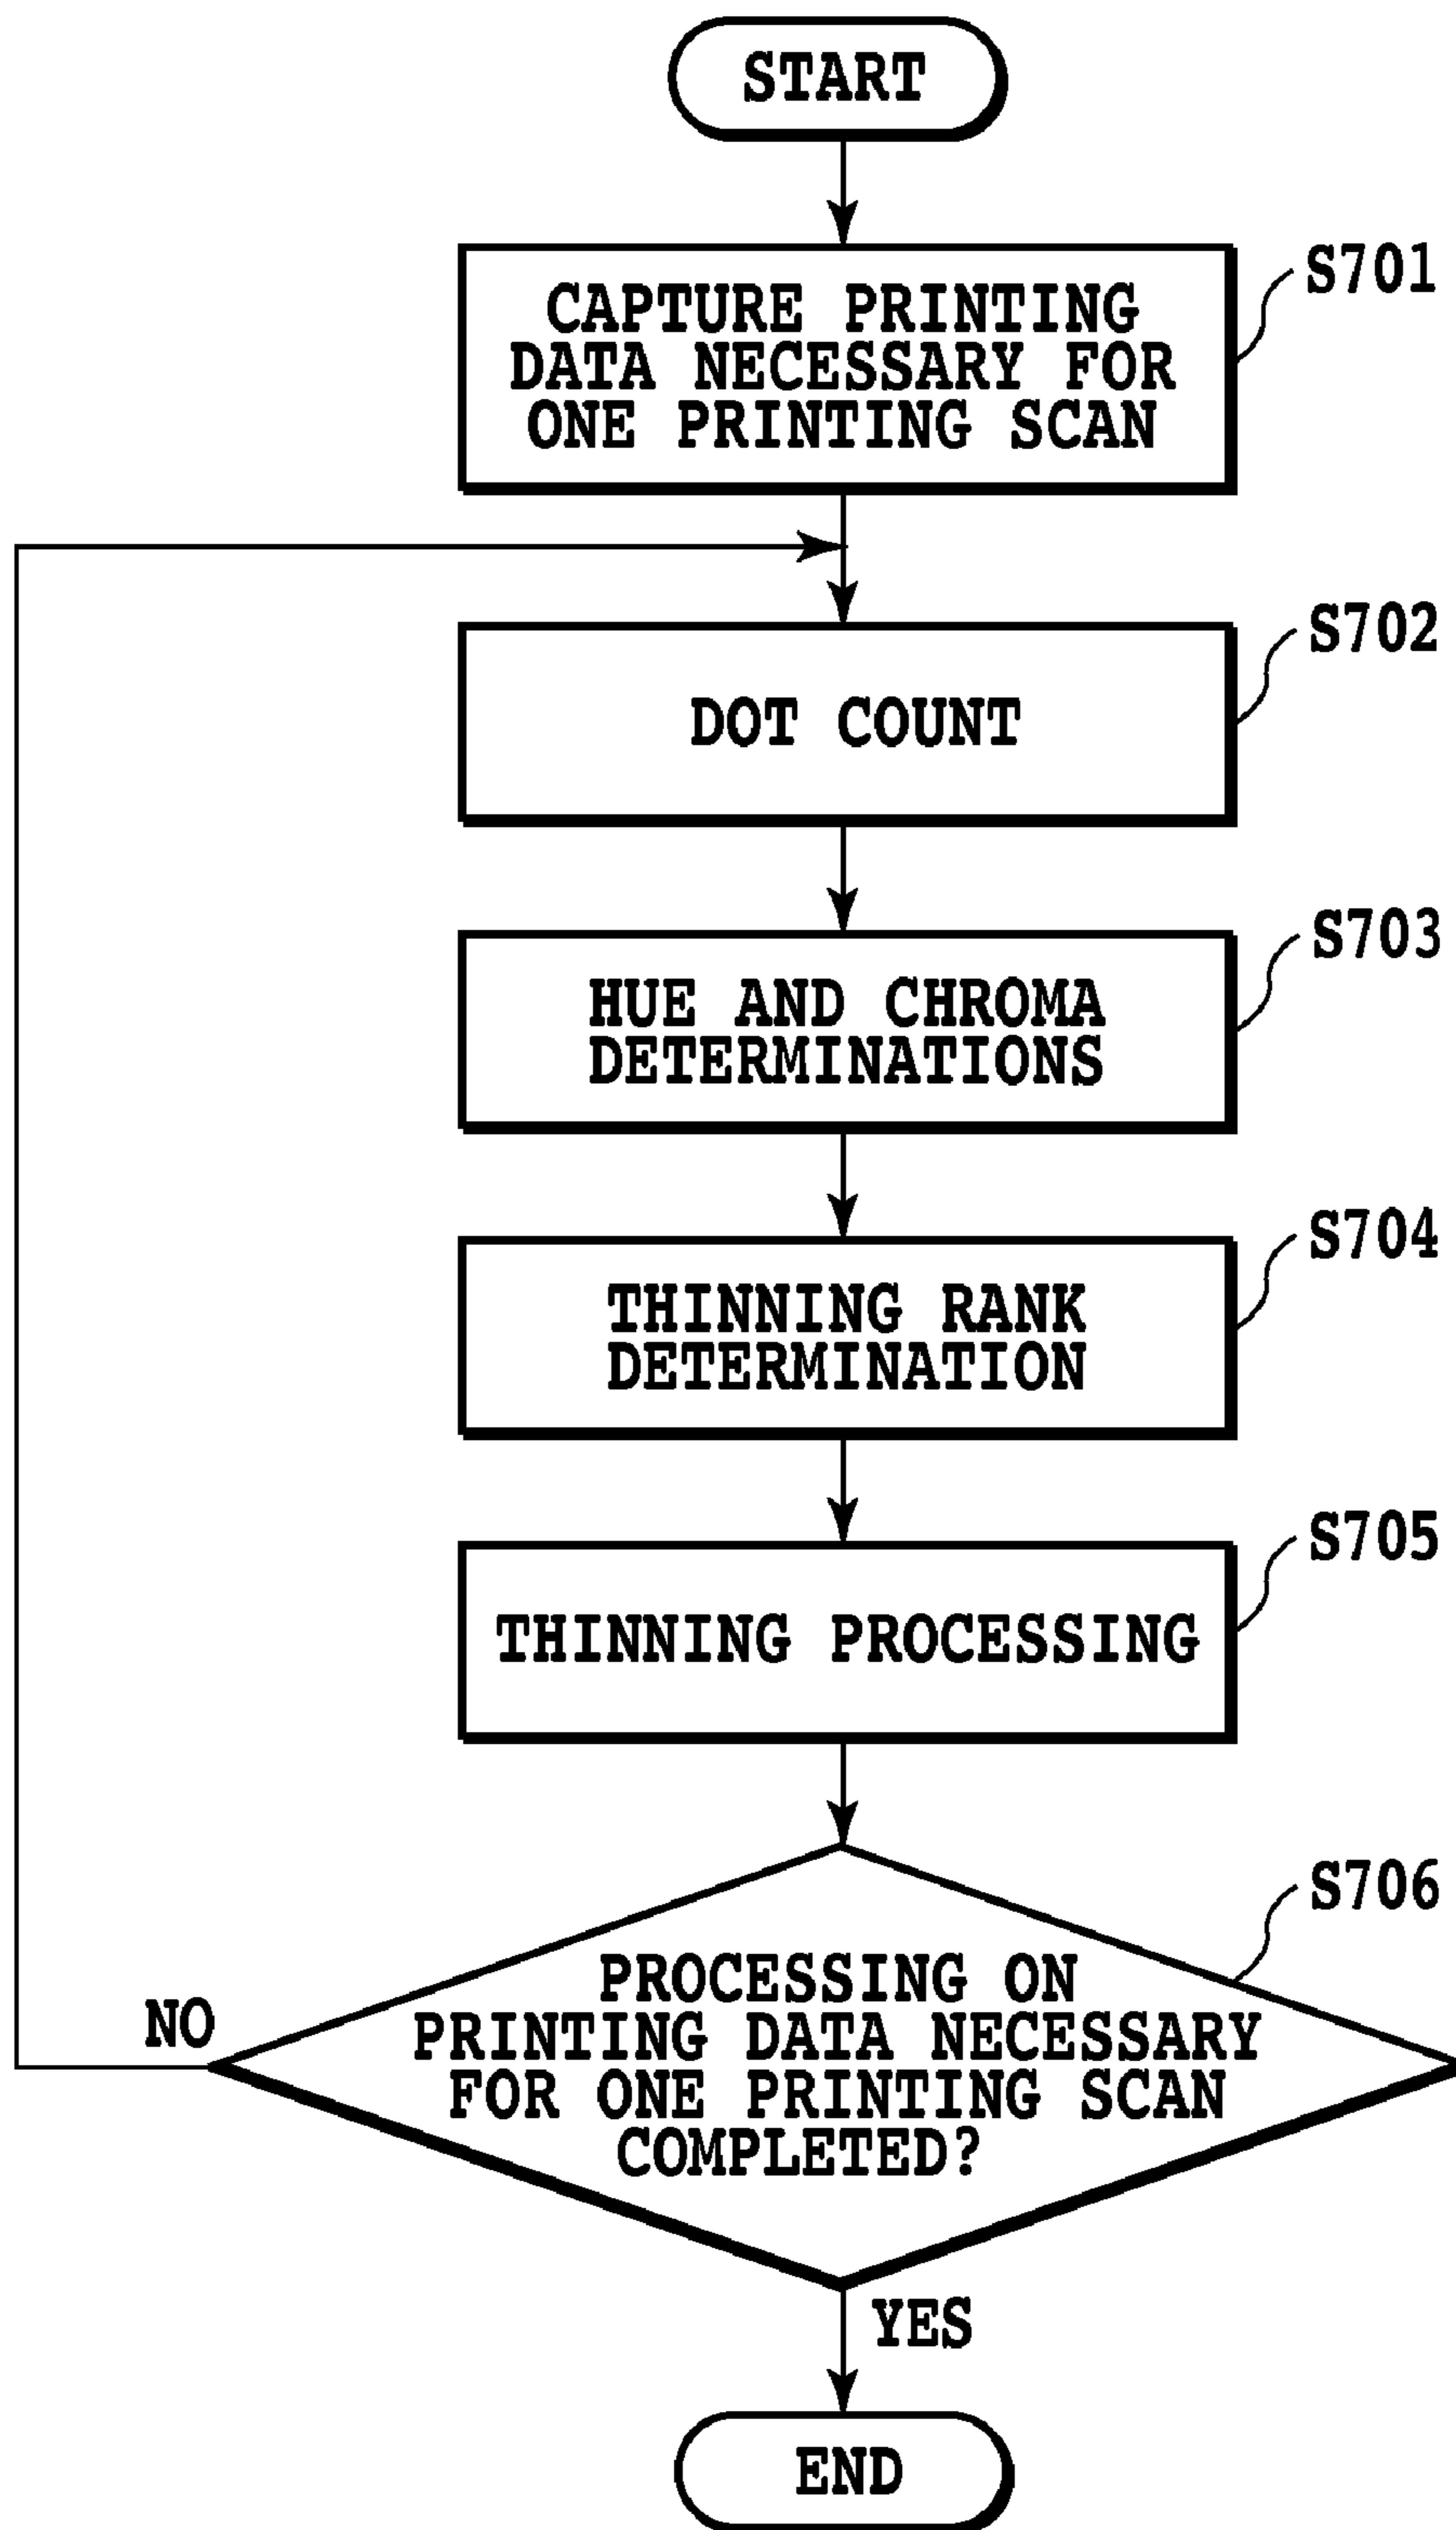 START
CAPTURE PRINTING
DATA NECESSARY FOR
ONE PRINTING SCAN
S701
DOT COUNT
S702
HUE AND CHROMA
DETERMINATIONS
S703
THINNING RANK
DETERMINATION
S704
THINNING PROCESSING
S705
PROCESSING ON
PRINTING DATA NECESSARY
FOR ONE PRINTING SCAN
COMPLETED?
S706
NO
YES
END